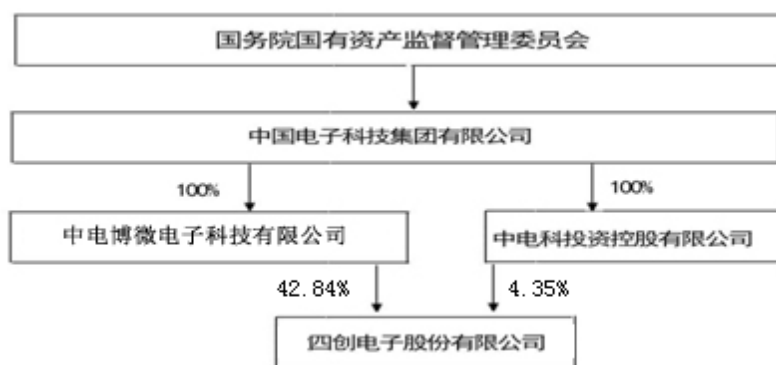 国务院国有资产监督管理委员会
中国电子科技集团有限公司
100%
100%
中电博微电子科技有限公司
中电科投资控股有限公司
42.84%
4.35%
四创电子股份有限公司